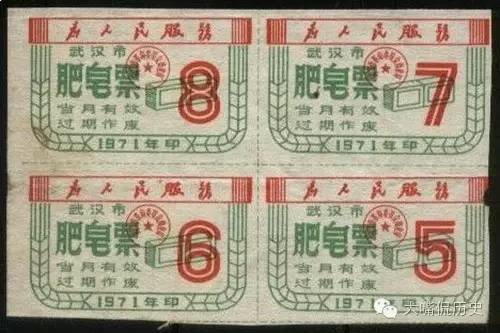 为人民服務
武汉市
肥皂票
8
当月有效
过期作废
1971年印
为人民服務
武汉市
肥皂票
7
当月有效
过期作废
1971年印
为人民服務
武汉市
肥皂票
6
当月有效
过期作废
1971年印
为人民服務
武汉市
肥皂票
5
当月有效
过期作废
1971年印
大嘴侃历史